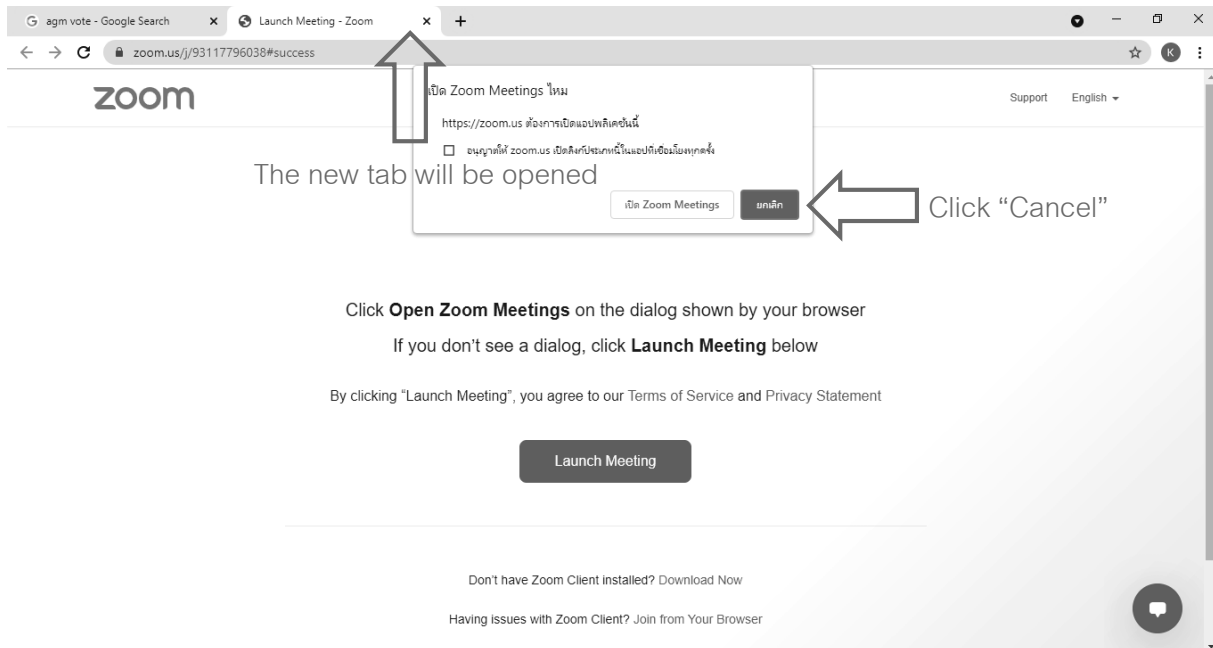 agm vote - Google Search
Launch Meeting - Zoom
zoom.us/j/93117796038#success
K
zoom
Support English
เปิด Zoom Meetings ไหม
https://zoom.us ต้องการเปิดแอปพลิเคชันนี้
อนุญาตให้ zoom.us เปิดลิงก์ประเภทนี้ในแอปที่เชื่อมโยงทุกครั้ง
The new tab will be opened
เปิด Zoom Meetings ยกเลิก
Click “Cancel”
Click Open Zoom Meetings on the dialog shown by your browser
If you don’t see a dialog, click Launch Meeting below
By clicking “Launch Meeting”, you agree to our Terms of Service and Privacy Statement
Launch Meeting
Don’t have Zoom Client installed? Download Now
Having issues with Zoom Client? Join from Your Browser